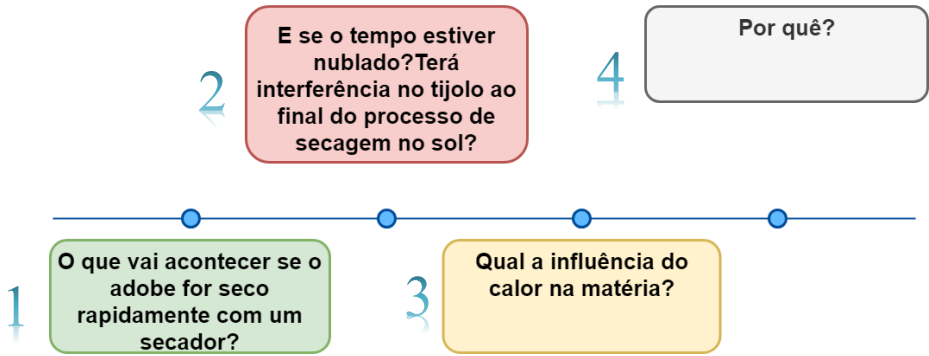 1
O que vai acontecer se o
adobe for seco
rapidamente com um
secador?
2
E se o tempo estiver
nublado?Terá
interferência no tijolo ao
final do processo de
secagem no sol?
3
Qual a influência do
calor na matéria?
4
Por quê?